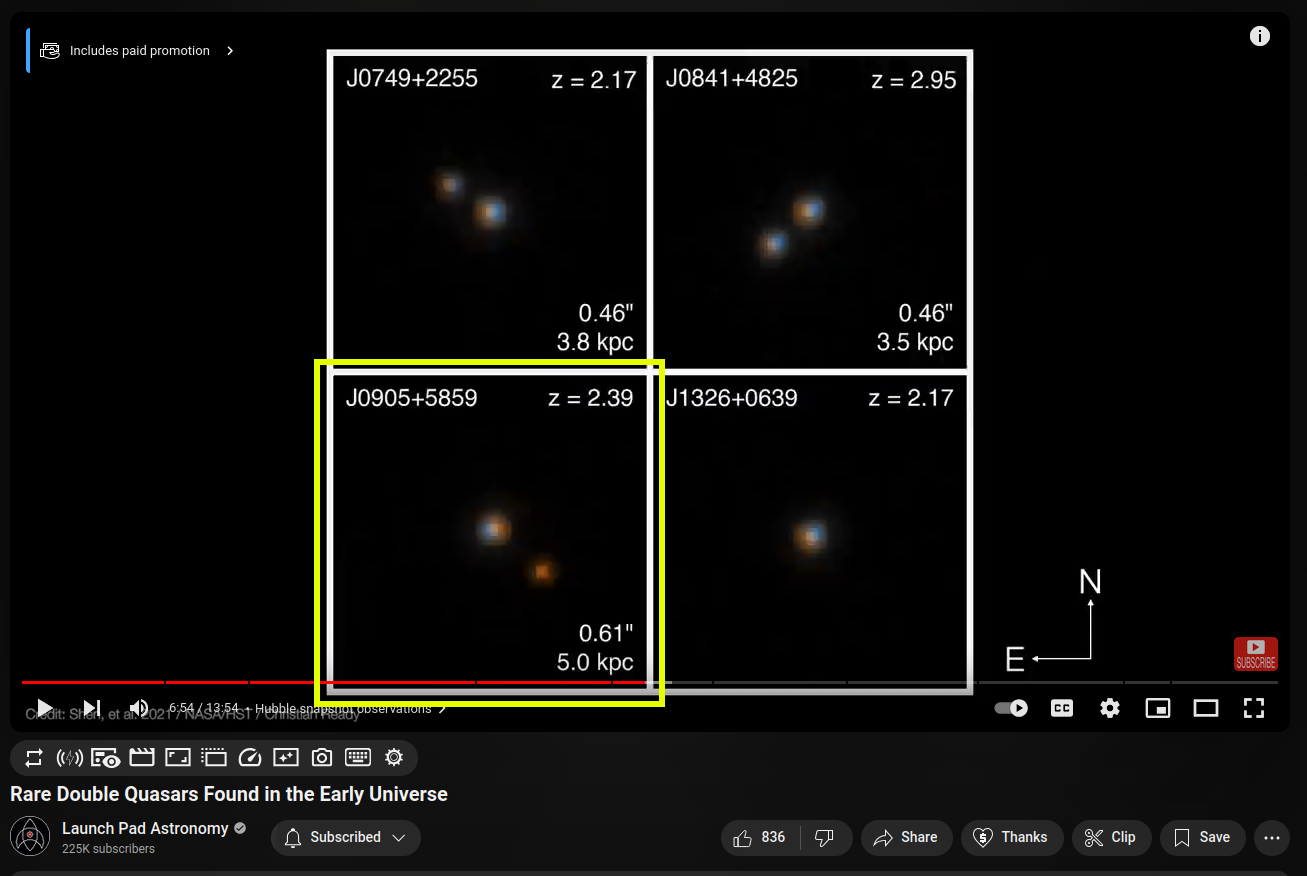 Includes paid promotion
J0749+2255 z = 2.17
0.46"
3.8 kpc
J0841+4825 z = 2.95
0.46"
3.5 kpc
J0905+5859 z = 2.39
0.61"
5.0 kpc
J1326+0639 z = 2.17
N
E
SUBSCRIBE
6:54 / 13:54 • Hubble snapshot observations
Credit: Shen, et al. 2021 / NASA/HST / Christian Ready
CC
Rare Double Quasars Found in the Early Universe
Launch Pad Astronomy
225K subscribers
Subscribed
836
Share
Thanks
Clip
Save